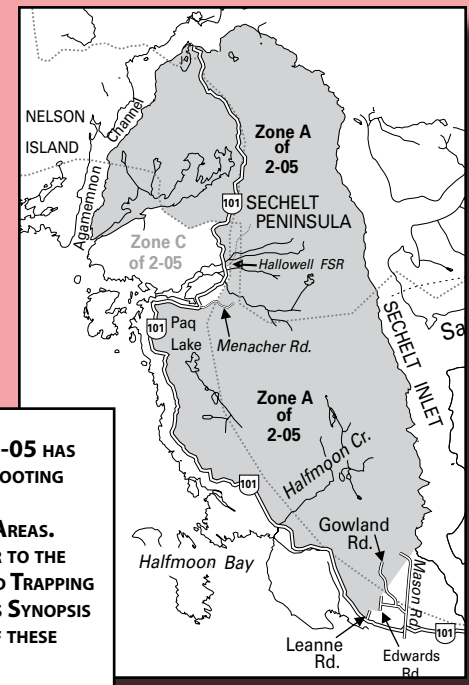 NELSON
ISLAND
Agamemnon Channel
Zone A
of
2-05
101
SECHELT
PENINSULA
Zone C
of 2-05
Hallowell FSR
101
Paq
Lake
Menacher Rd.
SECHELT INLET
Sa
Zone A
of
2-05
Halfmoon Cr.
101
Gowland
Rd.
Mason Rd.
Halfmoon Bay
101
Leanne
Rd.
Edwards
Rd
-05 HAS
OOTING
AREAS.
R TO THE
D TRAPPING
S SYNOPSIS
F THESE